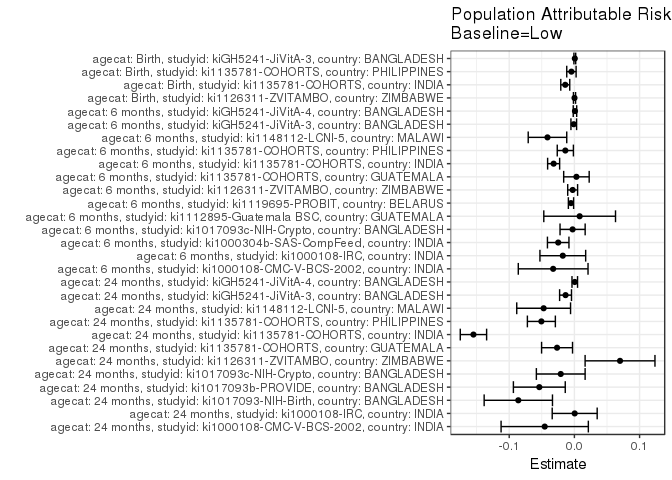 Population Attributable Risk
Baseline=Low
agecat: Birth, studyid: kiGH5241-JiVitA-3, country: BANGLADESH
agecat: Birth, studyid: ki1135781-COHORTS, country: PHILIPPINES
agecat: Birth, studyid: ki1135781-COHORTS, country: INDIA
agecat: Birth, studyid: ki1126311-ZVITAMBO, country: ZIMBABWE
agecat: 6 months, studyid: kiGH5241-JiVitA-4, country: BANGLADESH
agecat: 6 months, studyid: kiGH5241-JiVitA-3, country: BANGLADESH
agecat: 6 months, studyid: ki1148112-LCNI-5, country: MALAWI
agecat: 6 months, studyid: ki1135781-COHORTS, country: PHILIPPINES
agecat: 6 months, studyid: ki1135781-COHORTS, country: INDIA
agecat: 6 months, studyid: ki1135781-COHORTS, country: GUATEMALA
agecat: 6 months, studyid: ki1126311-ZVITAMBO, country: ZIMBABWE
agecat: 6 months, studyid: ki1119695-PROBIT, country: BELARUS
agecat: 6 months, studyid: ki1112895-Guatemala BSC, country: GUATEMALA
agecat: 6 months, studyid: ki1017093c-NIH-Crypto, country: BANGLADESH
agecat: 6 months, studyid: ki1000304b-SAS-CompFeed, country: INDIA
agecat: 6 months, studyid: ki1000108-IRC, country: INDIA
agecat: 6 months, studyid: ki1000108-CMC-V-BCS-2002, country: INDIA
agecat: 24 months, studyid: kiGH5241-JiVitA-4, country: BANGLADESH
agecat: 24 months, studyid: kiGH5241-JiVitA-3, country: BANGLADESH
agecat: 24 months, studyid: ki1148112-LCNI-5, country: MALAWI
agecat: 24 months, studyid: ki1135781-COHORTS, country: PHILIPPINES
agecat: 24 months, studyid: ki1135781-COHORTS, country: INDIA
agecat: 24 months, studyid: ki1135781-COHORTS, country: GUATEMALA
agecat: 24 months, studyid: ki1126311-ZVITAMBO, country: ZIMBABWE
agecat: 24 months, studyid: ki1017093c-NIH-Crypto, country: BANGLADESH
agecat: 24 months, studyid: ki1017093b-PROVIDE, country: BANGLADESH
agecat: 24 months, studyid: ki1017093-NIH-Birth, country: BANGLADESH
agecat: 24 months, studyid: ki1000108-IRC, country: INDIA
agecat: 24 months, studyid: ki1000108-CMC-V-BCS-2002, country: INDIA
-0.1 0.0 0.1
Estimate